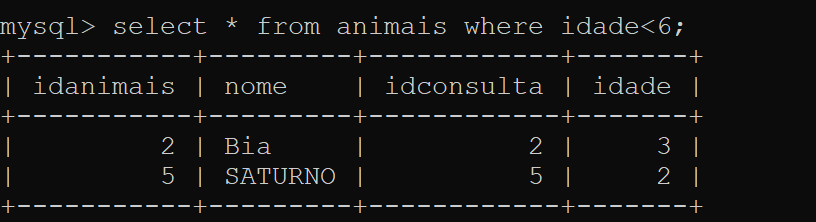 mysql> select * from animais where idade<6;
+-----------+---------+------------+-------+
| idanimais | nome    | idconsulta | idade |
+-----------+---------+------------+-------+
|         2 | Bia     |          2 |     3 |
|         5 | SATURNO |          5 |     2 |
+-----------+---------+------------+-------+